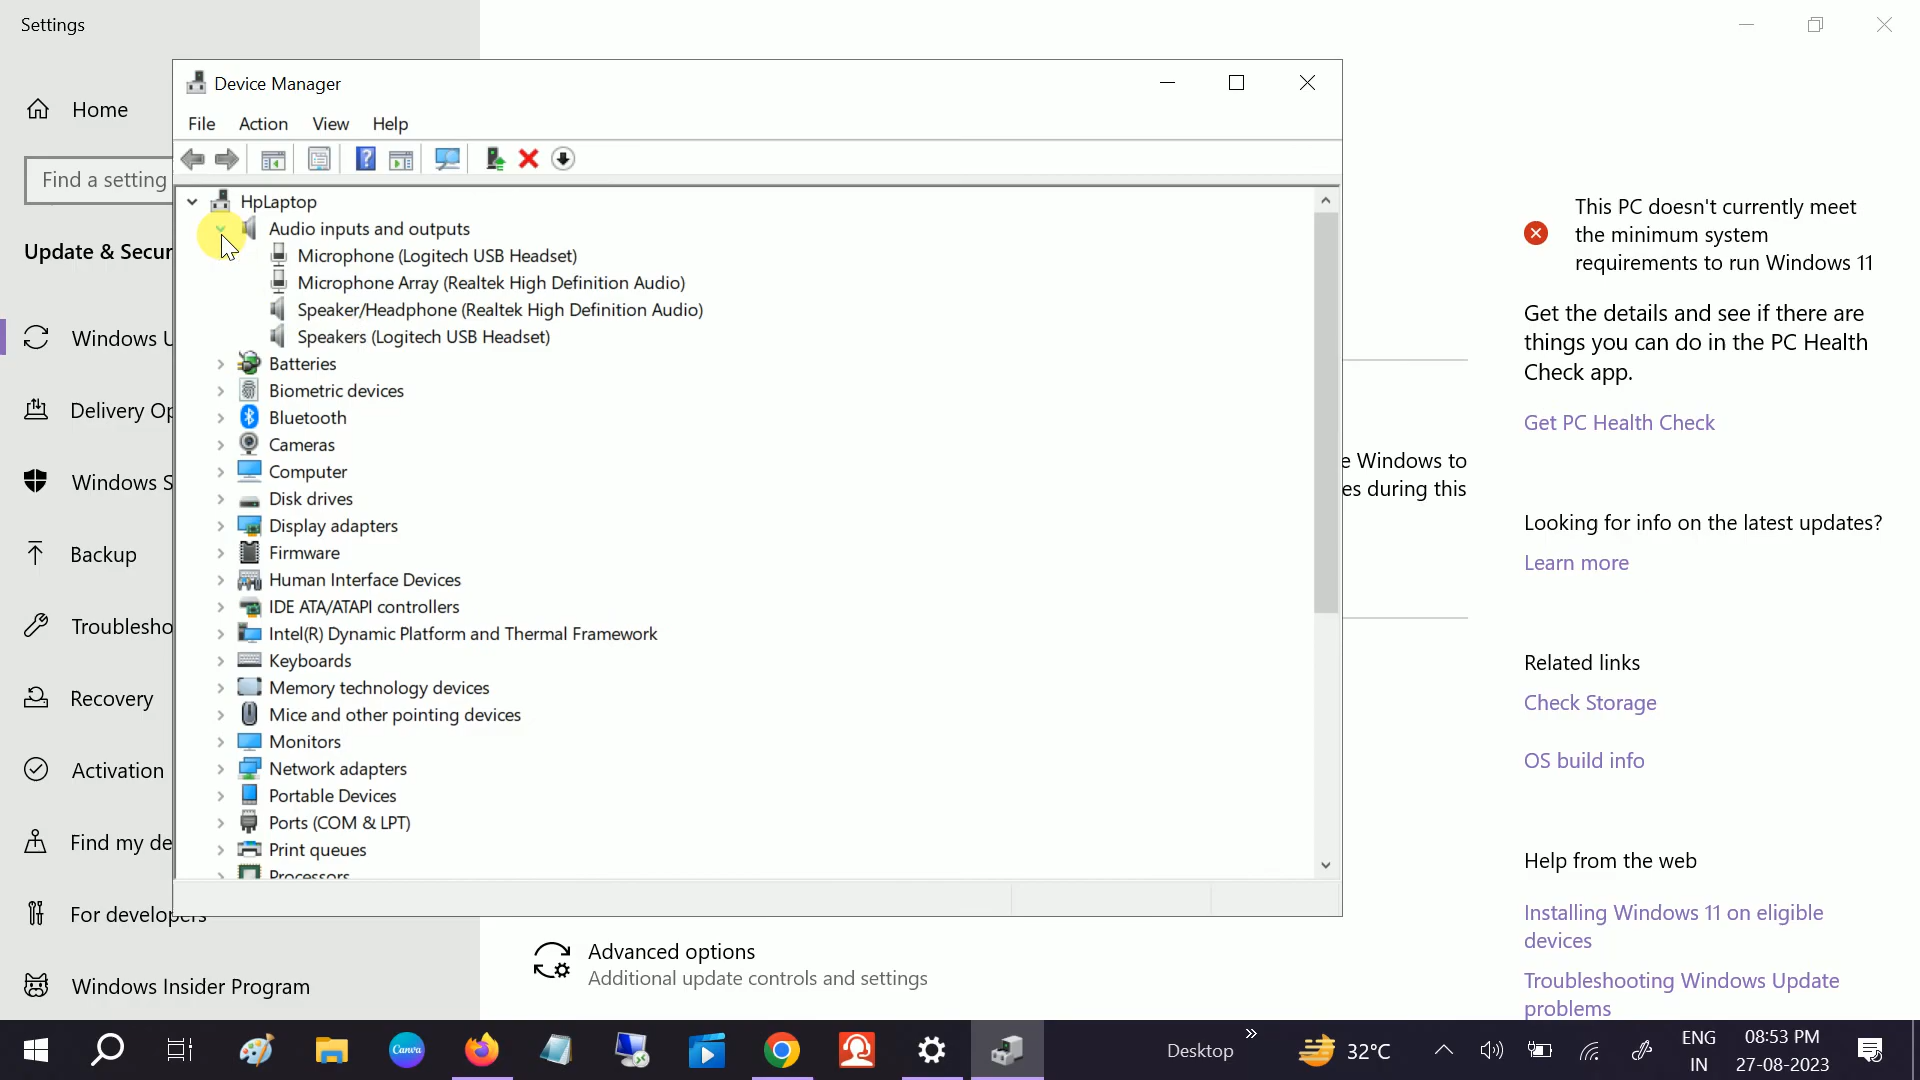 Settings
Home
Find a setting
Update & Secur
Windows U
Delivery Op
Windows S
Backup
Troublesho
Recovery
Activation
Find my de
For developers
Windows Insider Program
Device Manager
File Action View Help
HpLaptop
Audio inputs and outputs
Microphone (Logitech USB Headset)
Microphone Array (Realtek High Definition Audio)
Speaker/Headphone (Realtek High Definition Audio)
Speakers (Logitech USB Headset)
Batteries
Biometric devices
Bluetooth
Cameras
Computer
Disk drives
Display adapters
Firmware
Human Interface Devices
IDE ATA/ATAPI controllers
Intel(R) Dynamic Platform and Thermal Framework
Keyboards
Memory technology devices
Mice and other pointing devices
Monitors
Network adapters
Portable Devices
Ports (COM & LPT)
Print queues
Processors
e Windows to
es during this
Advanced options
Additional update controls and settings
This PC doesn't currently meet
the minimum system
requirements to run Windows 11
Get the details and see if there are
things you can do in the PC Health
Check app.
Get PC Health Check
Looking for info on the latest updates?
Learn more
Related links
Check Storage
OS build info
Help from the web
Installing Windows 11 on eligible
devices
Troubleshooting Windows Update
problems
Canva
Desktop
32°C
ENG
IN
08:53 PM
27-08-2023